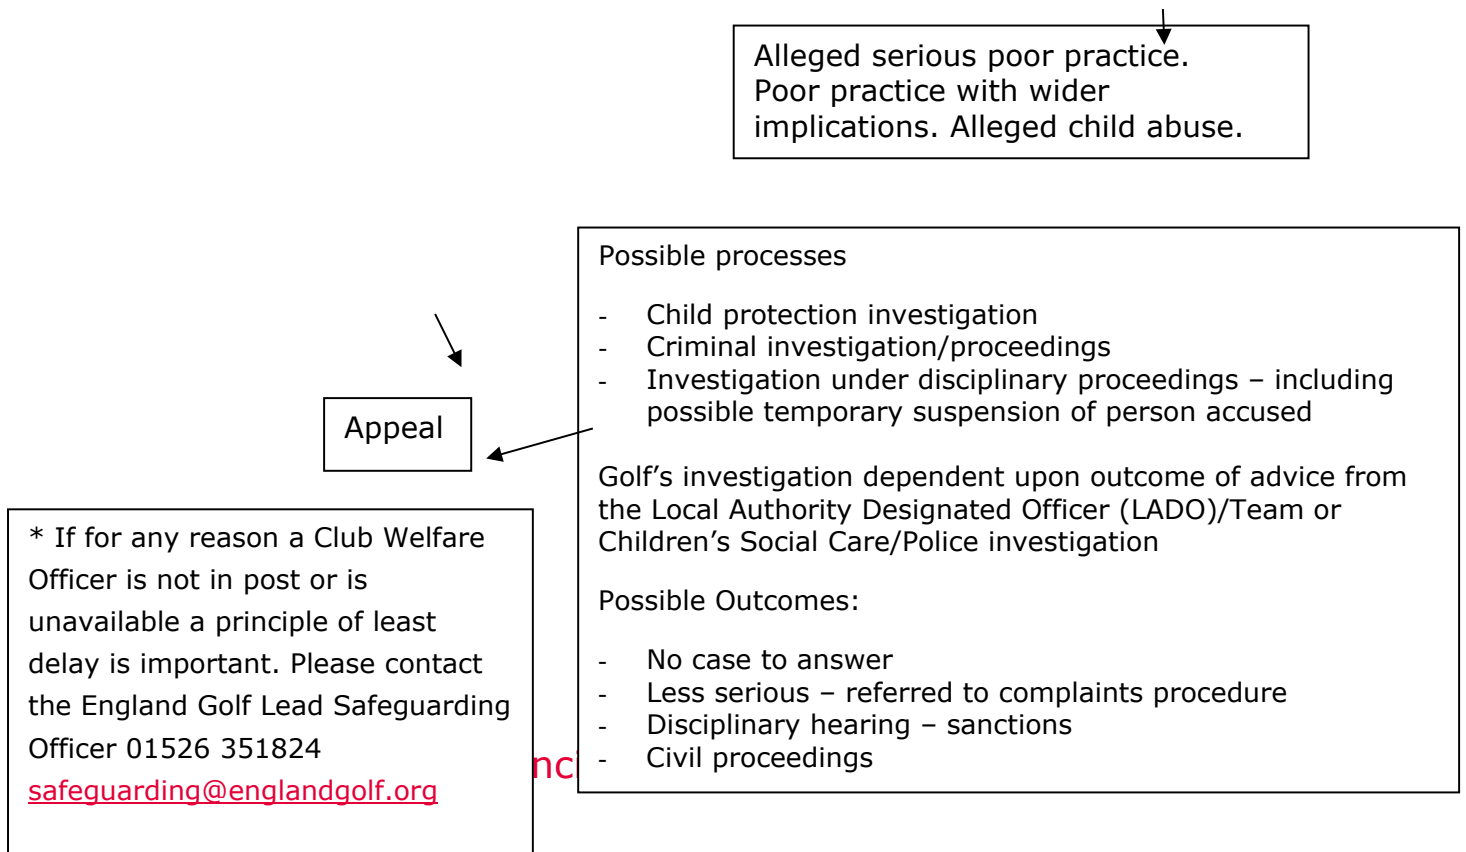 Alleged serious poor practice.
Poor practice with wider
implications. Alleged child abuse.
Possible processes
- Child protection investigation
- Criminal investigation/proceedings
- Investigation under disciplinary proceedings – including
possible temporary suspension of person accused
Golf’s investigation dependent upon outcome of advice from
the Local Authority Designated Officer (LADO)/Team or
Children’s Social Care/Police investigation
Possible Outcomes:
- No case to answer
- Less serious – referred to complaints procedure
- Disciplinary hearing – sanctions
- Civil proceedings
Appeal
* If for any reason a Club Welfare
Officer is not in post or is
unavailable a principle of least
delay is important. Please contact
the England Golf Lead Safeguarding
Officer 01526 351824
safeguarding@englandgolf.org